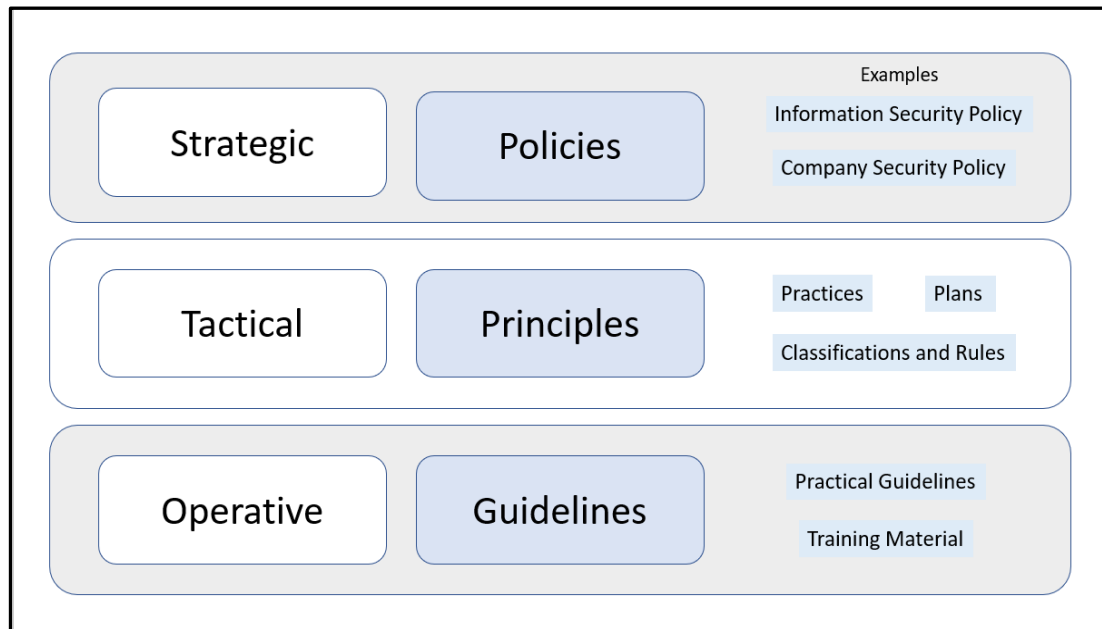 Examples
Strategic
Policies
Information Security Policy
Company Security Policy
Tactical
Principles
Practices
Plans
Classifications and Rules
Operative
Guidelines
Practical Guidelines
Training Material